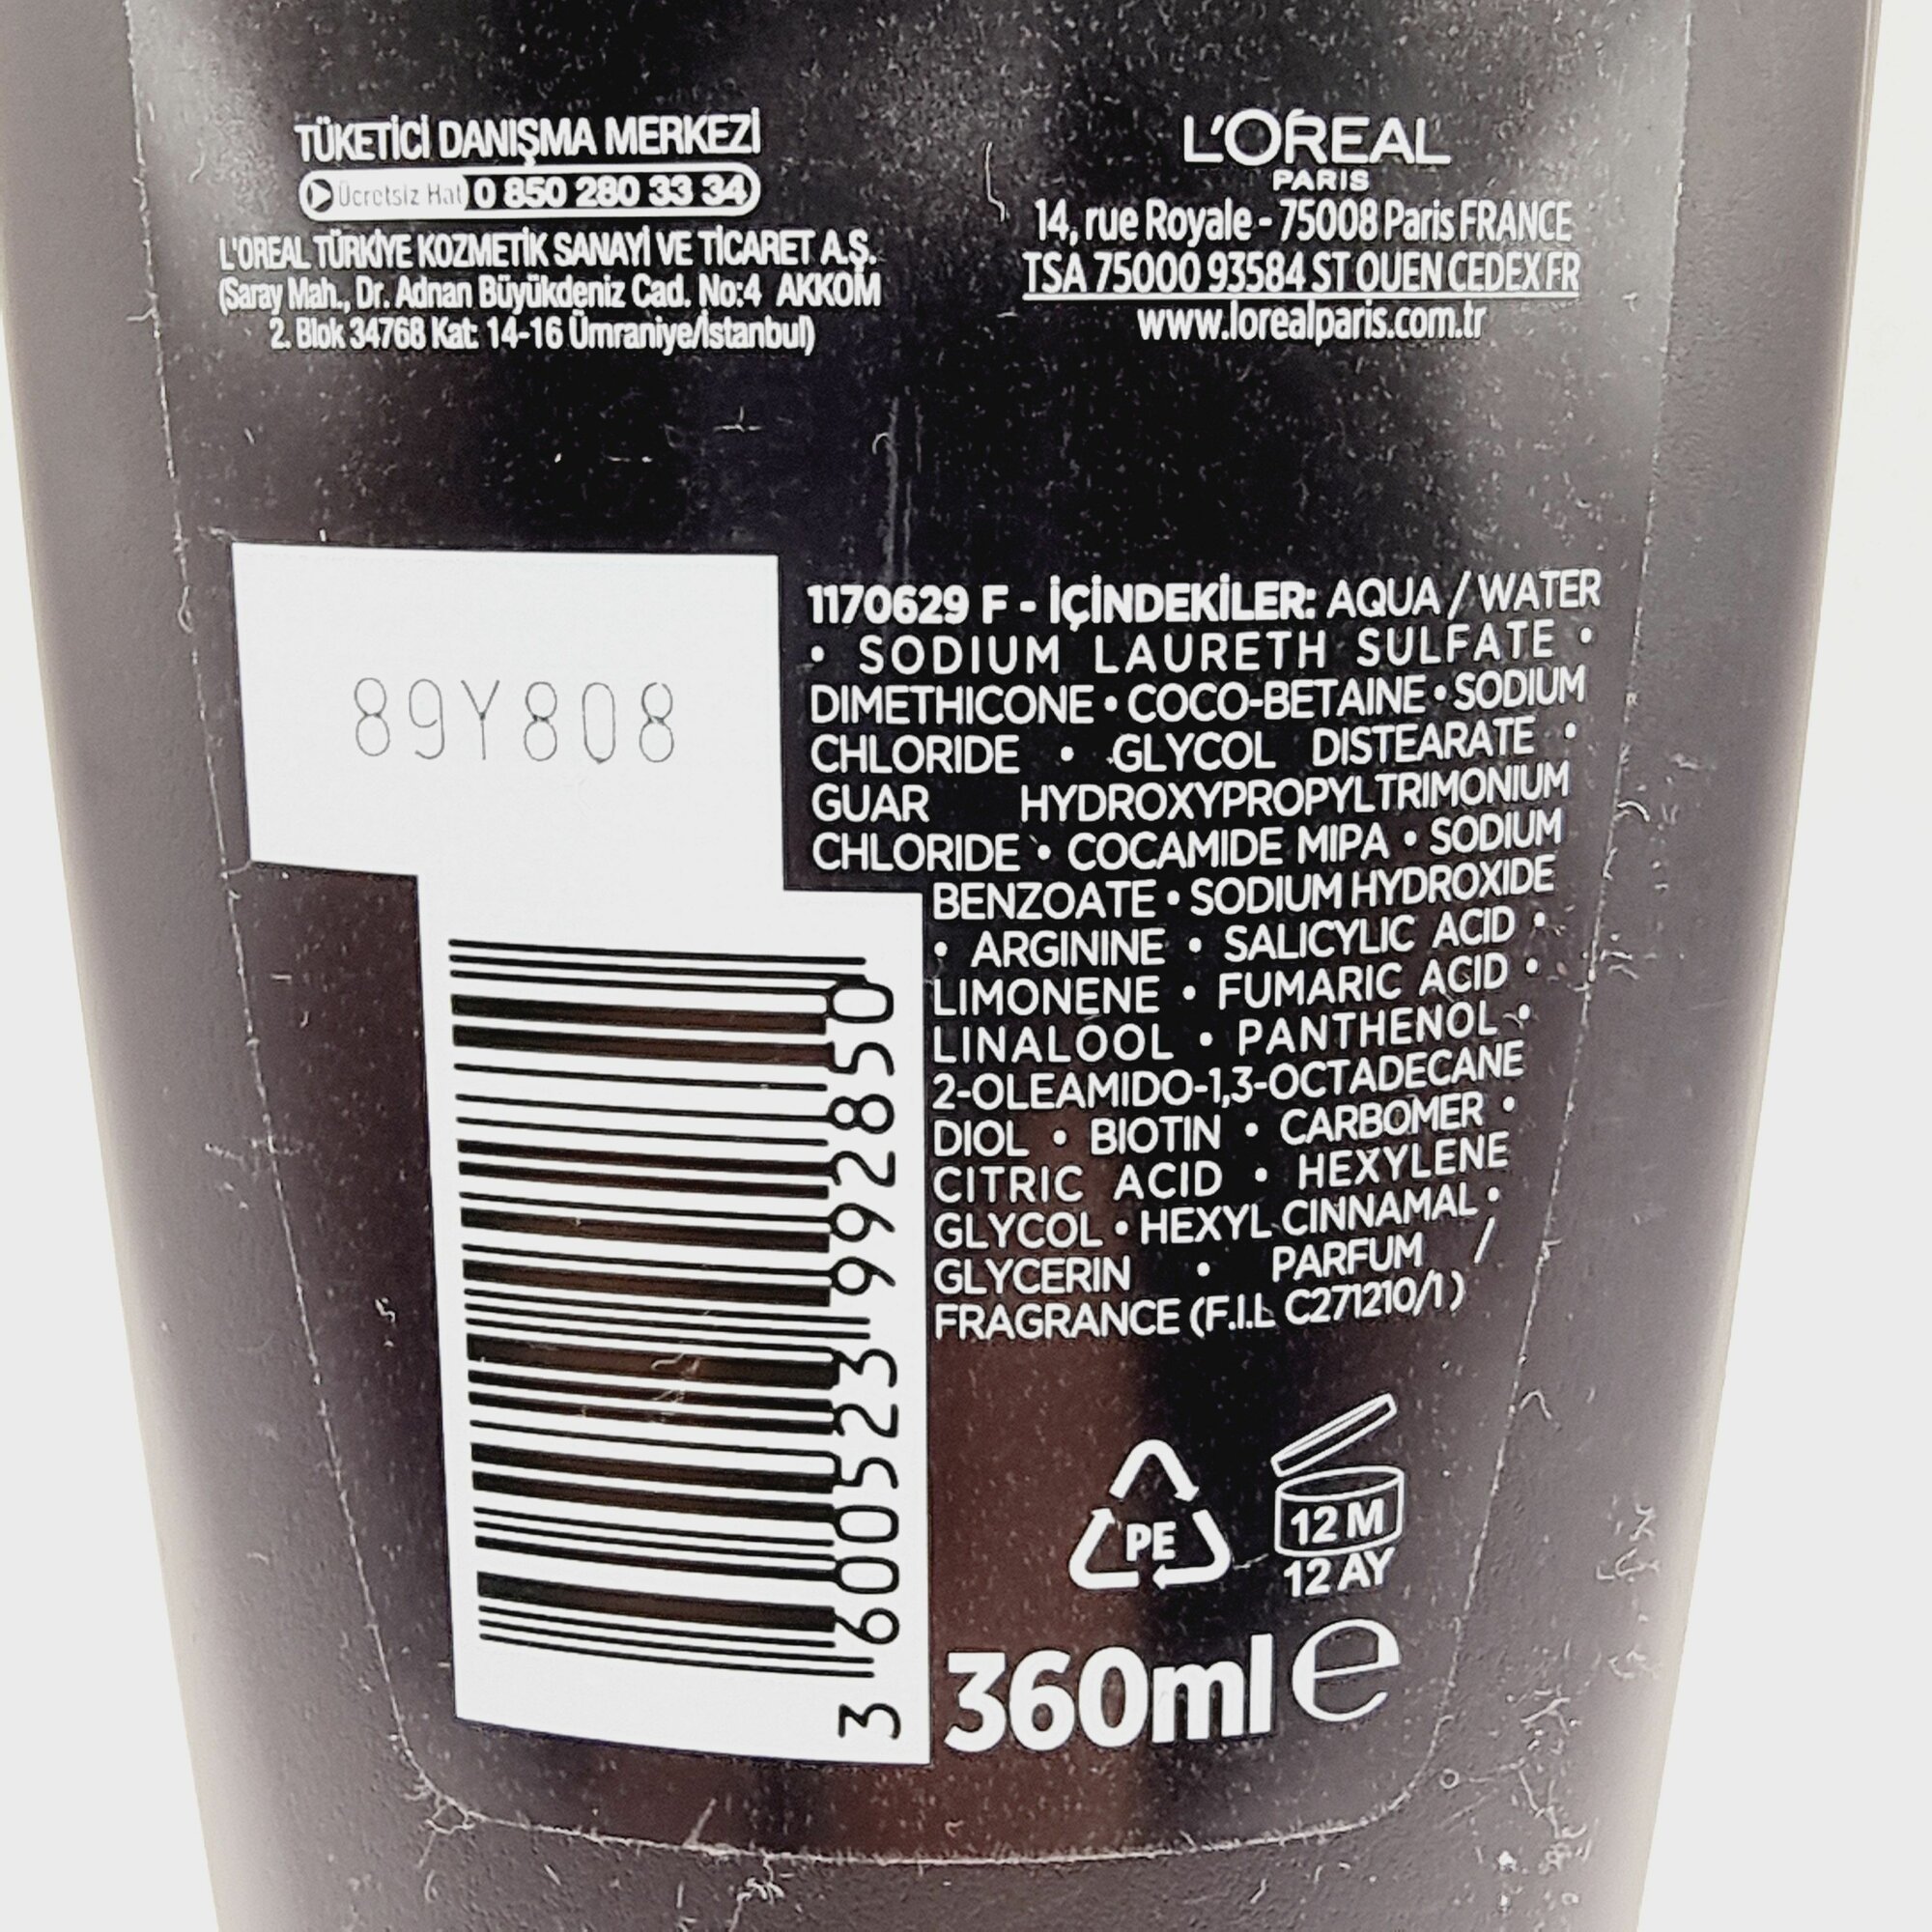 TÜKETİCİ DANIŞMA MERKEZİ
Ücretsiz Hat 0 850 280 33 34
L'OREAL TÜRKİYE KOZMETİK SANAYİ VE TİCARET A.Ş.
(Saray Mah., Dr. Adnan Büyükdeniz Cad. No:4 AKKOM
2. Blok 34768 Kat: 14-16 Ümraniye/İstanbul)
L'ORÉAL
PARIS
14, rue Royale - 75008 Paris FRANCE
TSA 75000 93584 ST OUEN CEDEX FR
www.lorealparis.com.tr
89Y808
1170629 F - İÇİNDEKİLER: AQUA / WATER
• SODIUM LAURETH SULFATE •
DIMETHICONE • COCO-BETAINE • SODIUM
CHLORIDE • GLYCOL DISTEARATE •
GUAR HYDROXYPROPYLTRIMONIUM
CHLORIDE • COCAMIDE MIPA • SODIUM
BENZOATE • SODIUM HYDROXIDE
• ARGININE • SALICYLIC ACID •
LIMONENE • FUMARIC ACID •
LINALOOL • PANTHENOL •
2-OLEAMIDO-1,3-OCTADECANE
DIOL • BIOTIN • CARBOMER •
CITRIC ACID • HEXYLENE
GLYCOL • HEXYL CINNAMAL •
GLYCERIN • PARFUM /
FRAGRANCE (F.I.L C271210/1)
3 600523 992850
PE
12 M
12 AY
360ml e